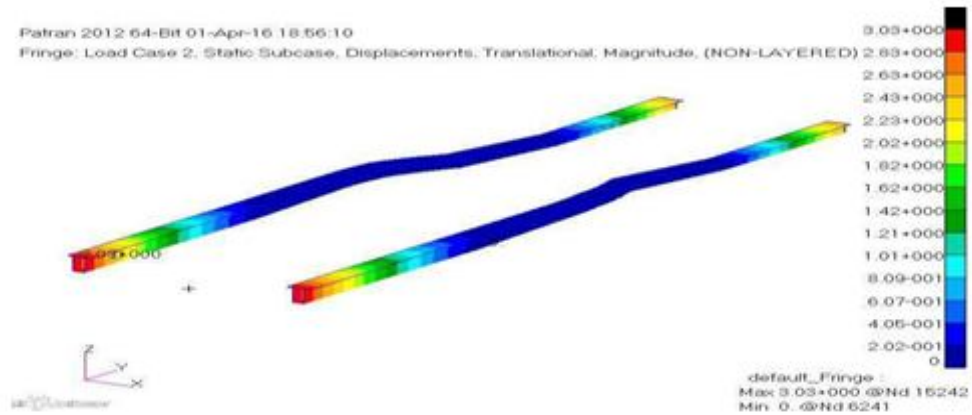 Patran 2012 64-Bit 01-Apr-16 18:56:10
Fringe: Load Case 2, Static Subcase, Displacements, Translational, Magnitude, (NON-LAYERED)
3.03+000
2.83+000
2.63+000
2.43+000
2.23+000
2.02+000
1.82+000
1.62+000
1.42+000
1.21+000
1.01+000
8.09-001
6.07-001
4.05-001
2.02-001
0
Z
Y
X
default_Fringe :
Max 3.03+000 @Nd 15242
Min 0. @Nd 6241